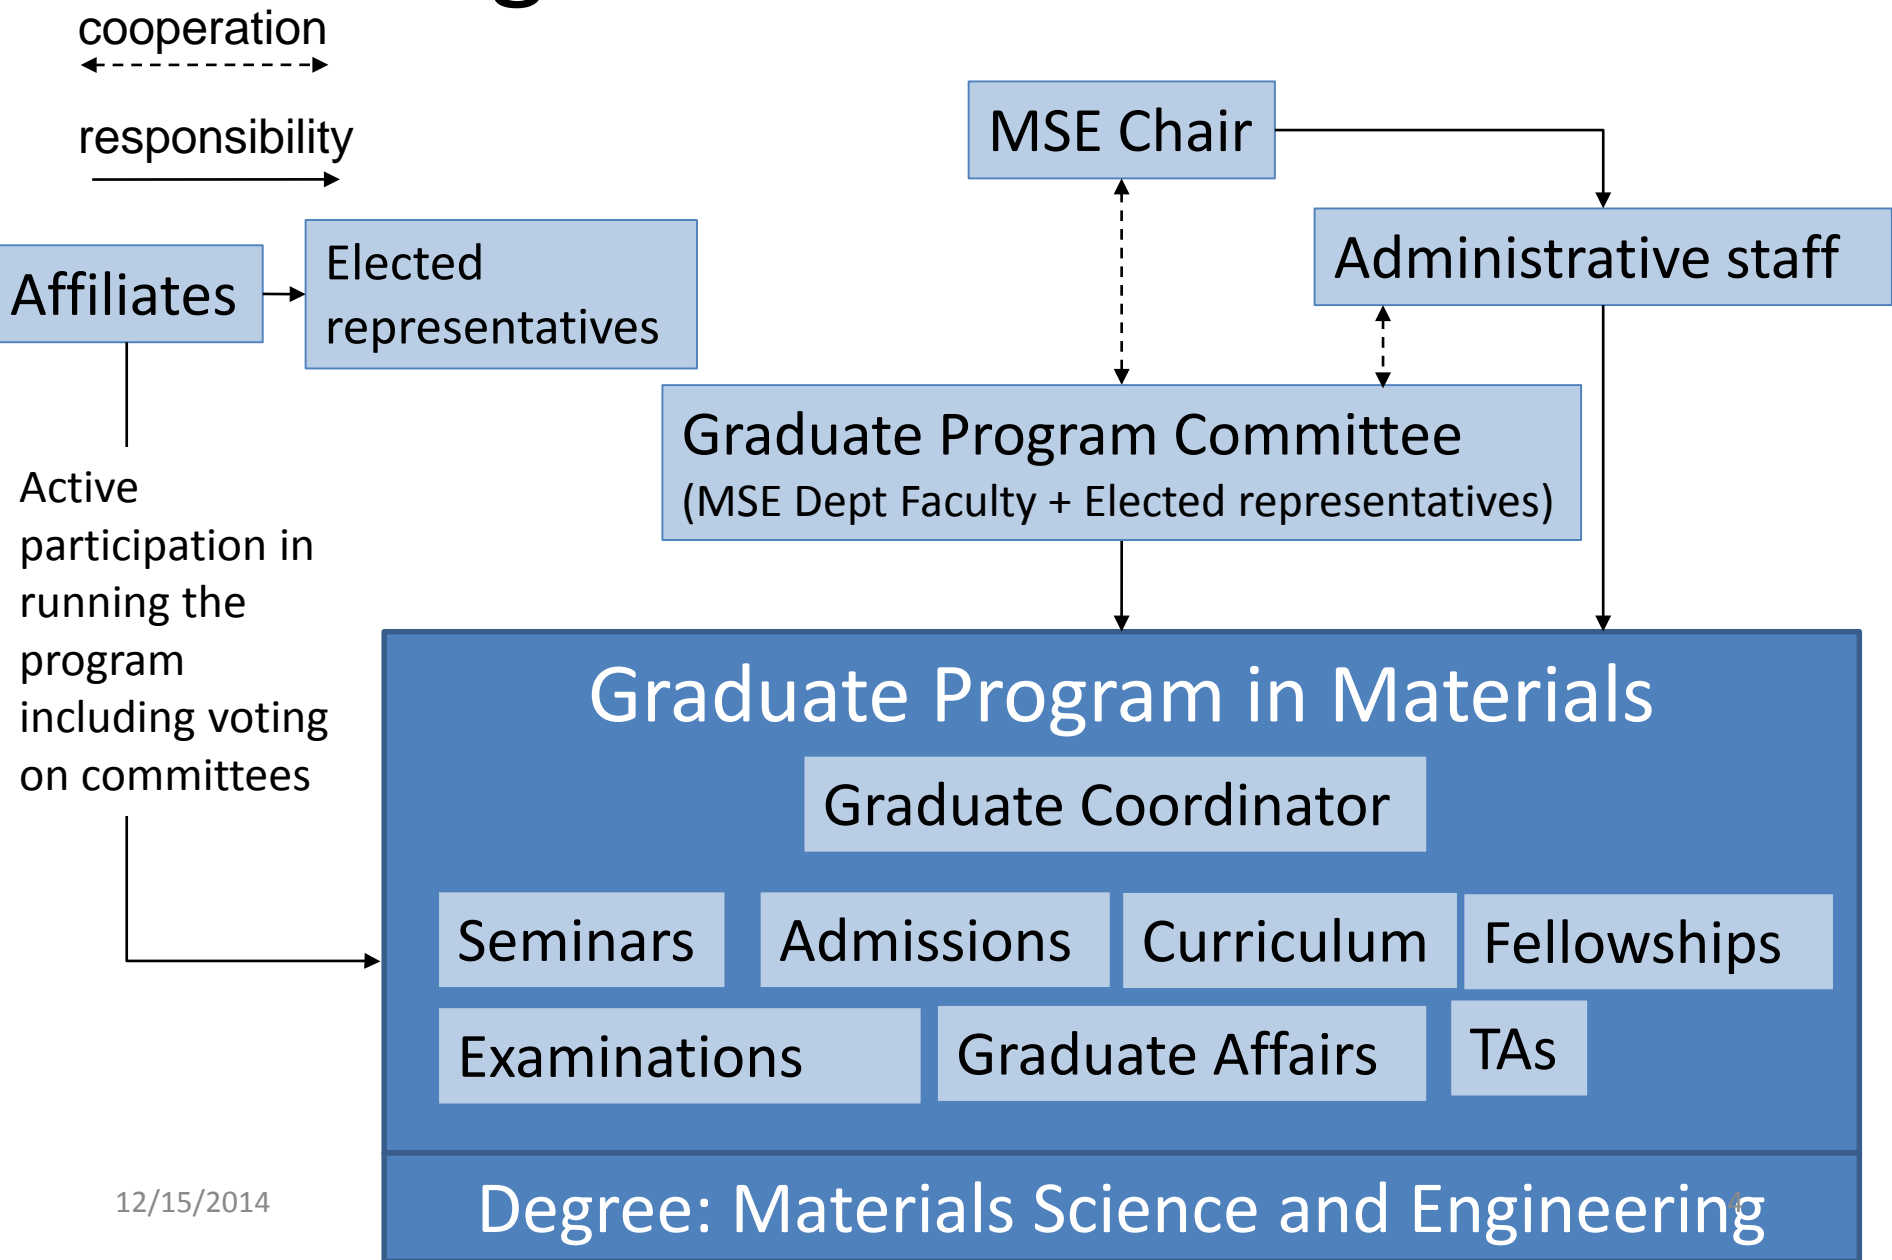 cooperation
responsibility
MSE Chair
Administrative staff
Affiliates
Elected
representatives
Graduate Program Committee
(MSE Dept Faculty + Elected representatives)
Active
participation in
running the
program
including voting
on committees
Graduate Program in Materials
Graduate Coordinator
Seminars
Admissions
Curriculum
Fellowships
Examinations
Graduate Affairs
TAs
Degree: Materials Science and Engineering
12/15/2014
4